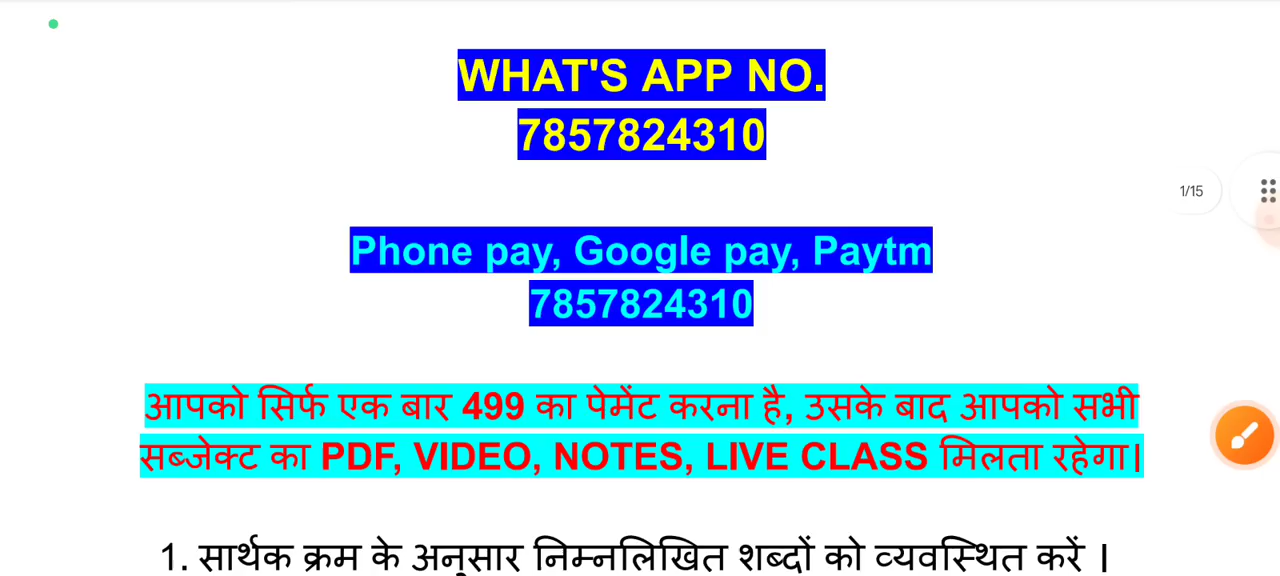 WHAT'S APP NO.
7857824310
1/15
Phone pay, Google pay, Paytm
7857824310
आपको सिर्फ एक बार 499 का पेमेंट करना है, उसके बाद आपको सभी
सब्जेक्ट का PDF, VIDEO, NOTES, LIVE CLASS मिलता रहेगा|
1. सार्थक क्रम के अनुसार निम्नलिखित शब्दों को व्यवस्थित करें |